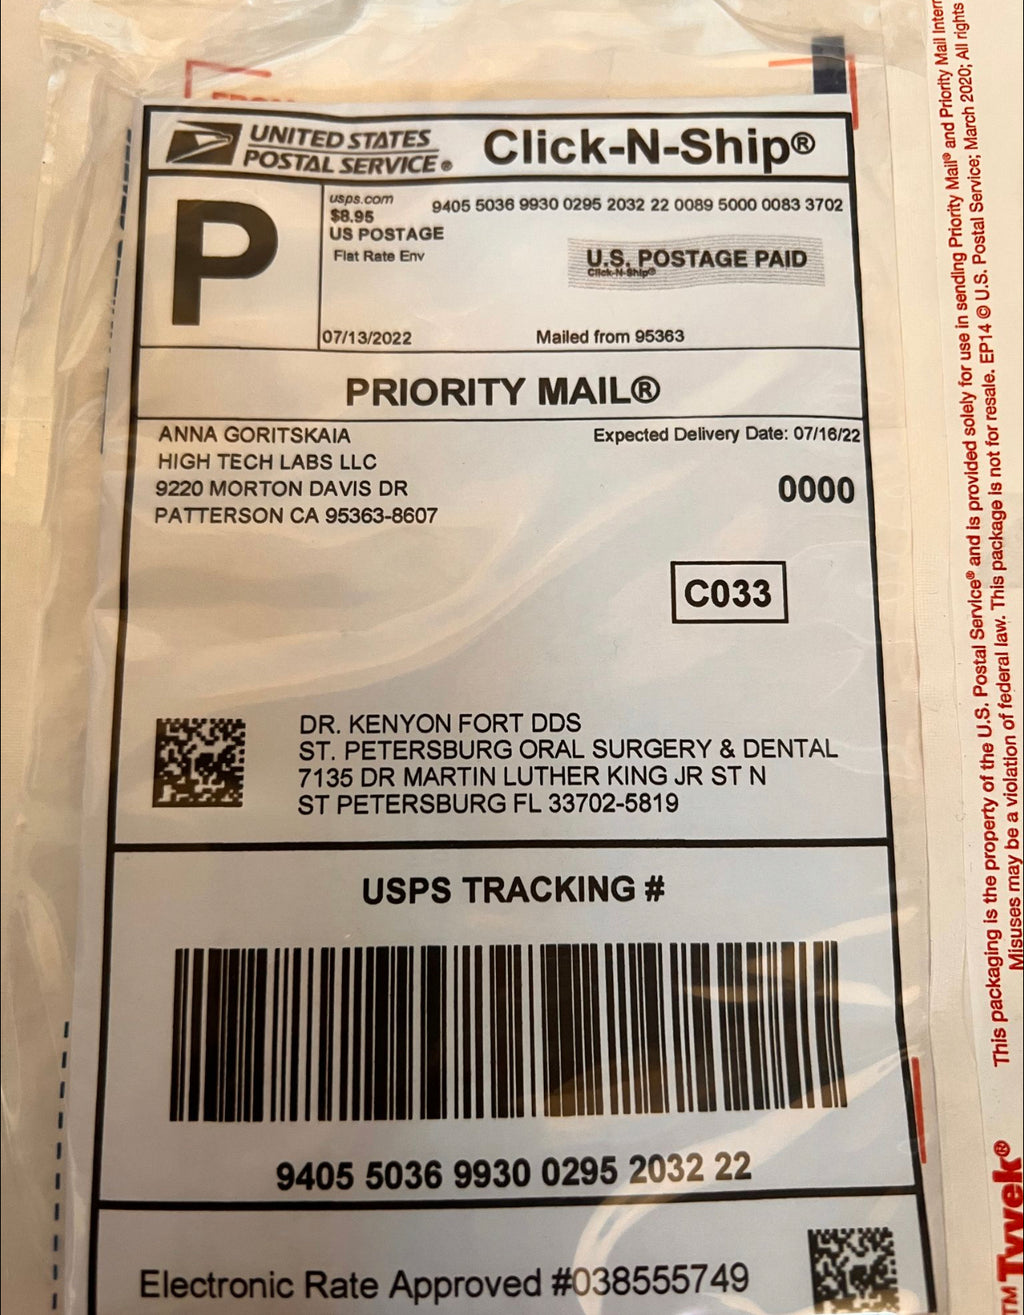 UNITED STATES
POSTAL SERVICE®
Click-N-Ship®
P
usps.com
$8.95
US POSTAGE
Flat Rate Env
9405 5036 9930 0295 2032 22 0089 5000 0083 3702
U.S. POSTAGE PAID
Click-N-Ship®
07/13/2022
Mailed from 95363
PRIORITY MAIL®
ANNA GORITSKAIA
HIGH TECH LABS LLC
9220 MORTON DAVIS DR
PATTERSON CA 95363-8607
Expected Delivery Date: 07/16/22
0000
C033
DR. KENYON FORT DDS
ST. PETERSBURG ORAL SURGERY & DENTAL
7135 DR MARTIN LUTHER KING JR ST N
ST PETERSBURG FL 33702-5819
USPS TRACKING #
9405 5036 9930 0295 2032 22
Electronic Rate Approved #038555749
This packaging is the property of the U.S. Postal Service® and is provided solely for use in sending Priority Mail® and Priority Mail
Misuses may be a violation of federal law. This package is not for resale. EP14 © U.S. Postal Service; March 2020; All rights
™Tyvek®